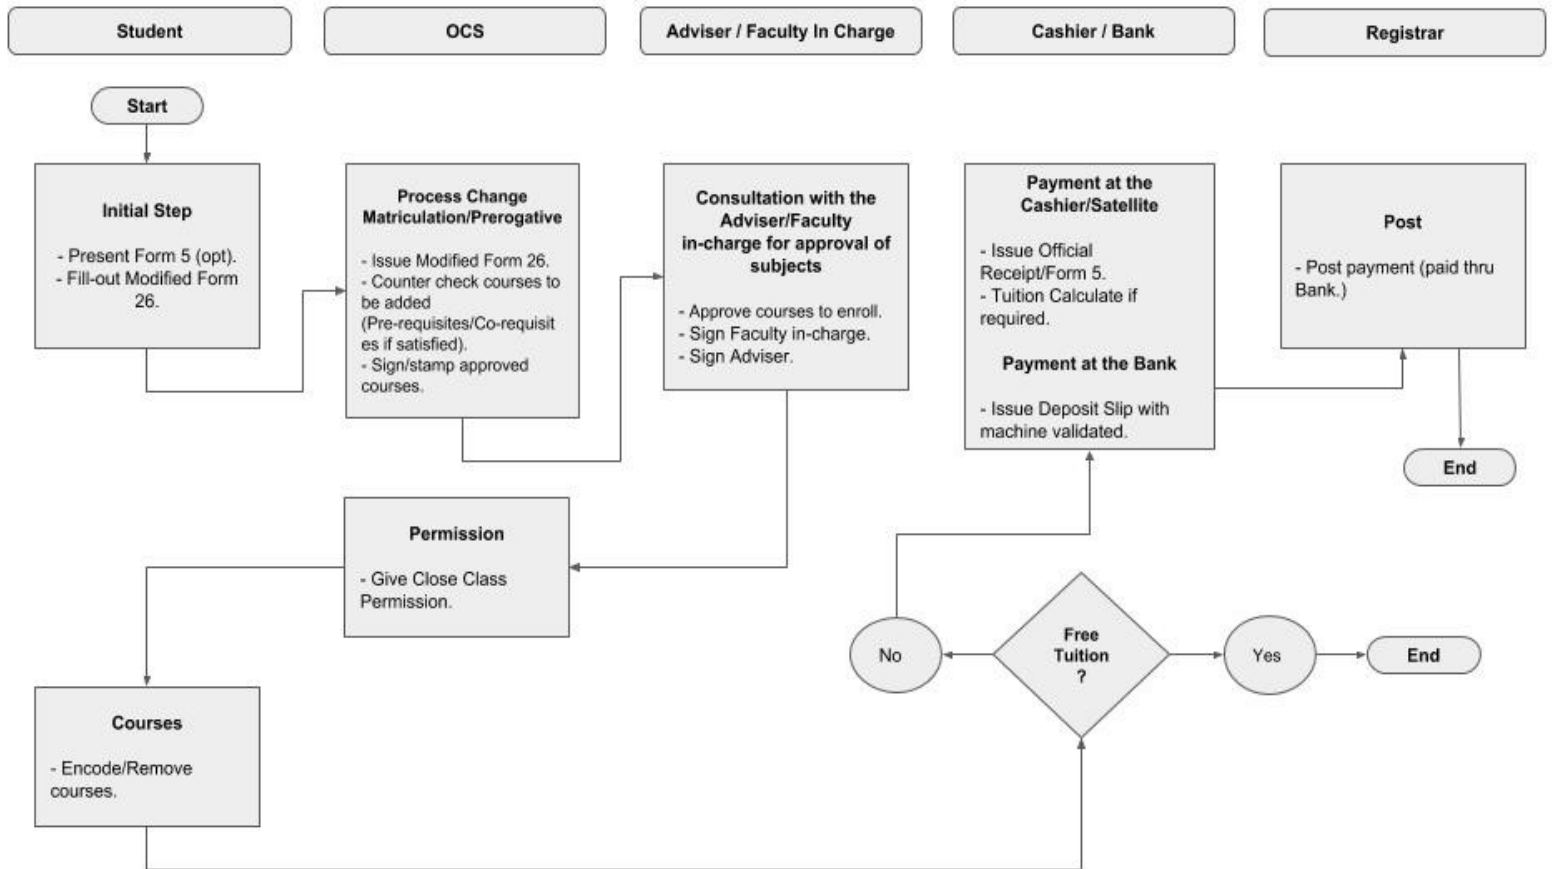 Student
OCS
Adviser / Faculty In Charge
Cashier / Bank
Registrar
Start
Initial Step
- Present Form 5 (opt).
- Fill-out Modified Form
26.
Process Change
Matriculation/Prerogative
- Issue Modified Form 26.
- Counter check courses to
be added
(Pre-requisites/Co-requisit
es if satisfied).
- Sign/stamp approved
courses.
Consultation with the
Adviser/Faculty
in-charge for approval of
subjects
- Approve courses to enroll.
- Sign Faculty in-charge.
- Sign Adviser.
Payment at the
Cashier/Satellite
- Issue Official
Receipt/Form 5.
- Tuition Calculate if
required.
Payment at the Bank
- Issue Deposit Slip with
machine validated.
Post
- Post payment (paid thru
Bank.)
End
Permission
- Give Close Class
Permission.
No
Free
Tuition
?
Yes
End
Courses
- Encode/Remove
courses.